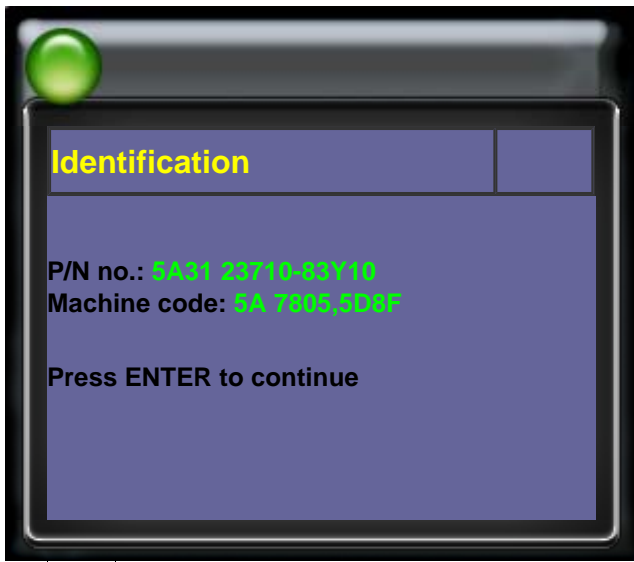 Identification
P/N no.: 5A31 23710-83Y10
Machine code: 5A 7805,5D8F
Press ENTER to continue